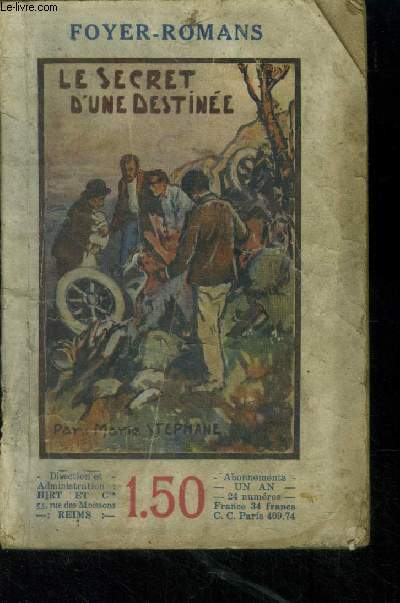 LE-livre.com
FOYER-ROMANS
LE SECRET
D'UNE DESTINÉE
Par Marie STEPHANE
- Direction et -
Administration :
HIRT ET Cie
53, rue des Moissons
—: REIMS :—
1.50
- Abonnements -
— UN AN —
— 24 numéros —
France 34 francs
C. C. Paris 409.74